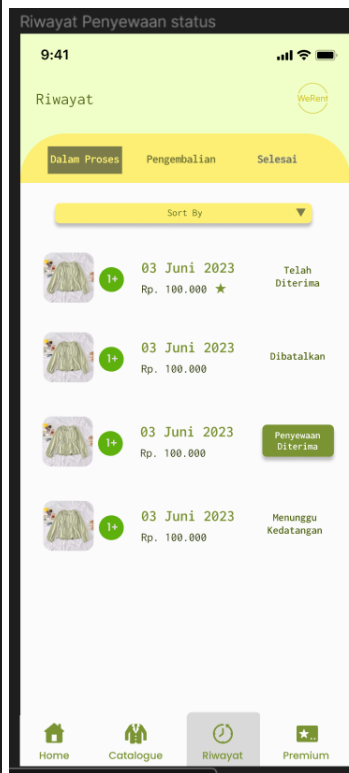 Riwayat Penyewaan status
9:41
Riwayat
WeRent
Dalam Proses
Pengembalian
Selesai
Sort By
1+
03 Juni 2023
Rp. 100.000 ★
Telah
Diterima
1+
03 Juni 2023
Rp. 100.000
Dibatalkan
1+
03 Juni 2023
Rp. 100.000
Penyewaan
Diterima
1+
03 Juni 2023
Rp. 100.000
Menunggu
Kedatangan
Home
Catalogue
Riwayat
Premium